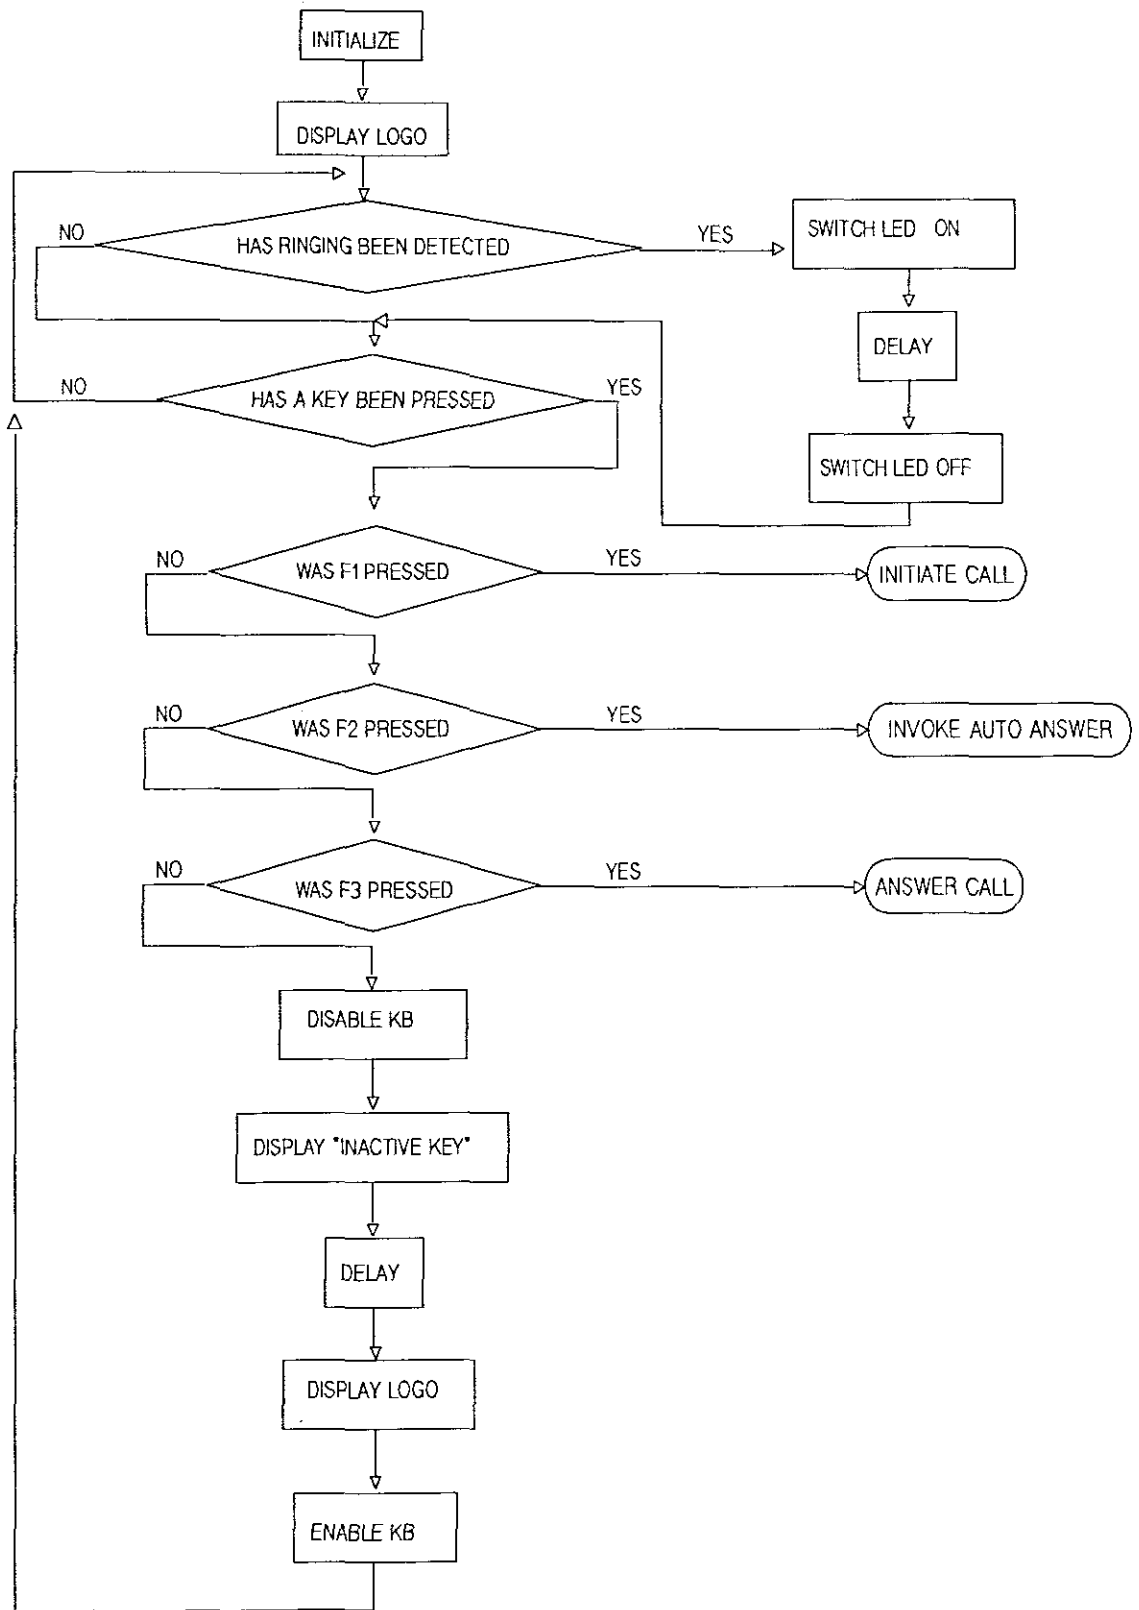 INITIALIZE
DISPLAY LOGO
NO
HAS RINGING BEEN DETECTED
YES
SWITCH LED ON
DELAY
NO
HAS A KEY BEEN PRESSED
YES
SWITCH LED OFF
NO
WAS F1 PRESSED
YES
INITIATE CALL
NO
WAS F2 PRESSED
YES
INVOKE AUTO ANSWER
NO
WAS F3 PRESSED
YES
ANSWER CALL
DISABLE KB
DISPLAY "INACTIVE KEY"
DELAY
DISPLAY LOGO
ENABLE KB